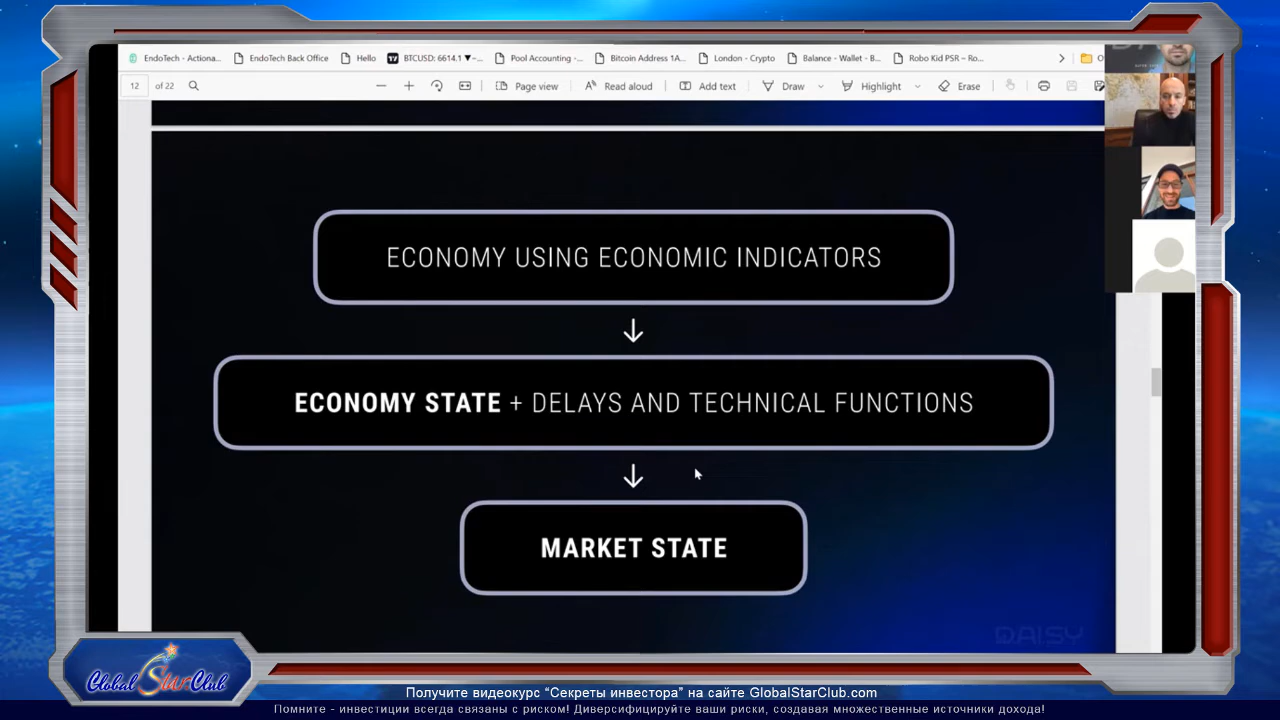 EndoTech - Actiona...
EndoTech Back Office
Hello
BTCUSD: 6614.1 ▼−...
Pool Accounting -...
Bitcoin Address 1A...
London - Crypto
Balance - Wallet - B...
Robo Kid PSR – Ro...
12 of 22
Page view
Read aloud
Add text
Draw
Highlight
Erase
ECONOMY USING ECONOMIC INDICATORS
ECONOMY STATE + DELAYS AND TECHNICAL FUNCTIONS
MARKET STATE
DAISY
Global Star Club
Получите видеокурс “Секреты инвестора” на сайте GlobalStarClub.com
Помните - инвестиции всегда связаны с риском! Диверсифицируйте ваши риски, создавая множественные источники дохода!